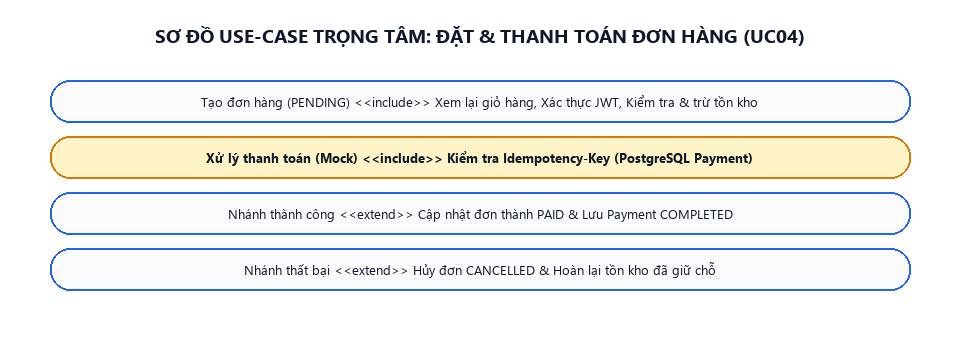 SƠ ĐỒ USE-CASE TRỌNG TÂM: ĐẶT & THANH TOÁN ĐƠN HÀNG (UC04)
Tạo đơn hàng (PENDING) <<include>> Xem lại giỏ hàng, Xác thực JWT, Kiểm tra & trừ tồn kho
Xử lý thanh toán (Mock) <<include>> Kiểm tra Idempotency-Key (PostgreSQL Payment)
Nhánh thành công <<extend>> Cập nhật đơn thành PAID & Lưu Payment COMPLETED
Nhánh thất bại <<extend>> Hủy đơn CANCELLED & Hoàn lại tồn kho đã giữ chỗ